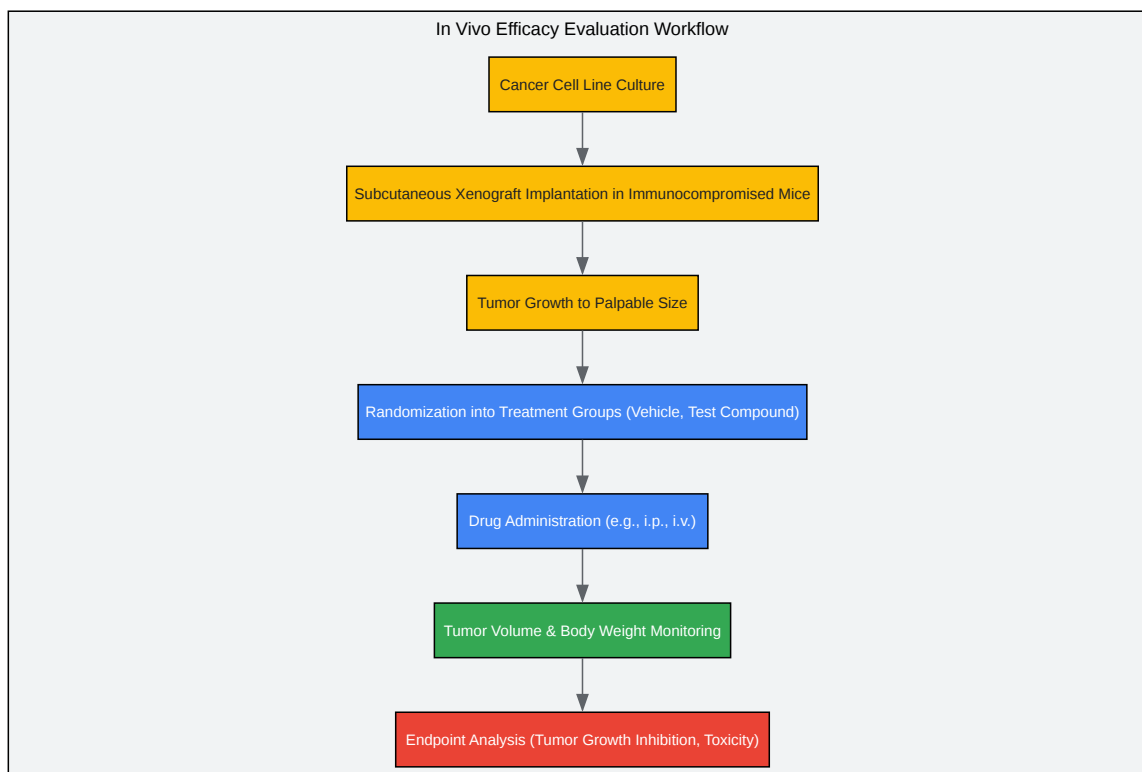 In Vivo Efficacy Evaluation Workflow
Cancer Cell Line Culture
Subcutaneous Xenograft Implantation in Immunocompromised Mice
Tumor Growth to Palpable Size
Randomization into Treatment Groups (Vehicle, Test Compound)
Drug Administration (e.g., i.p., i.v.)
Tumor Volume & Body Weight Monitoring
Endpoint Analysis (Tumor Growth Inhibition, Toxicity)